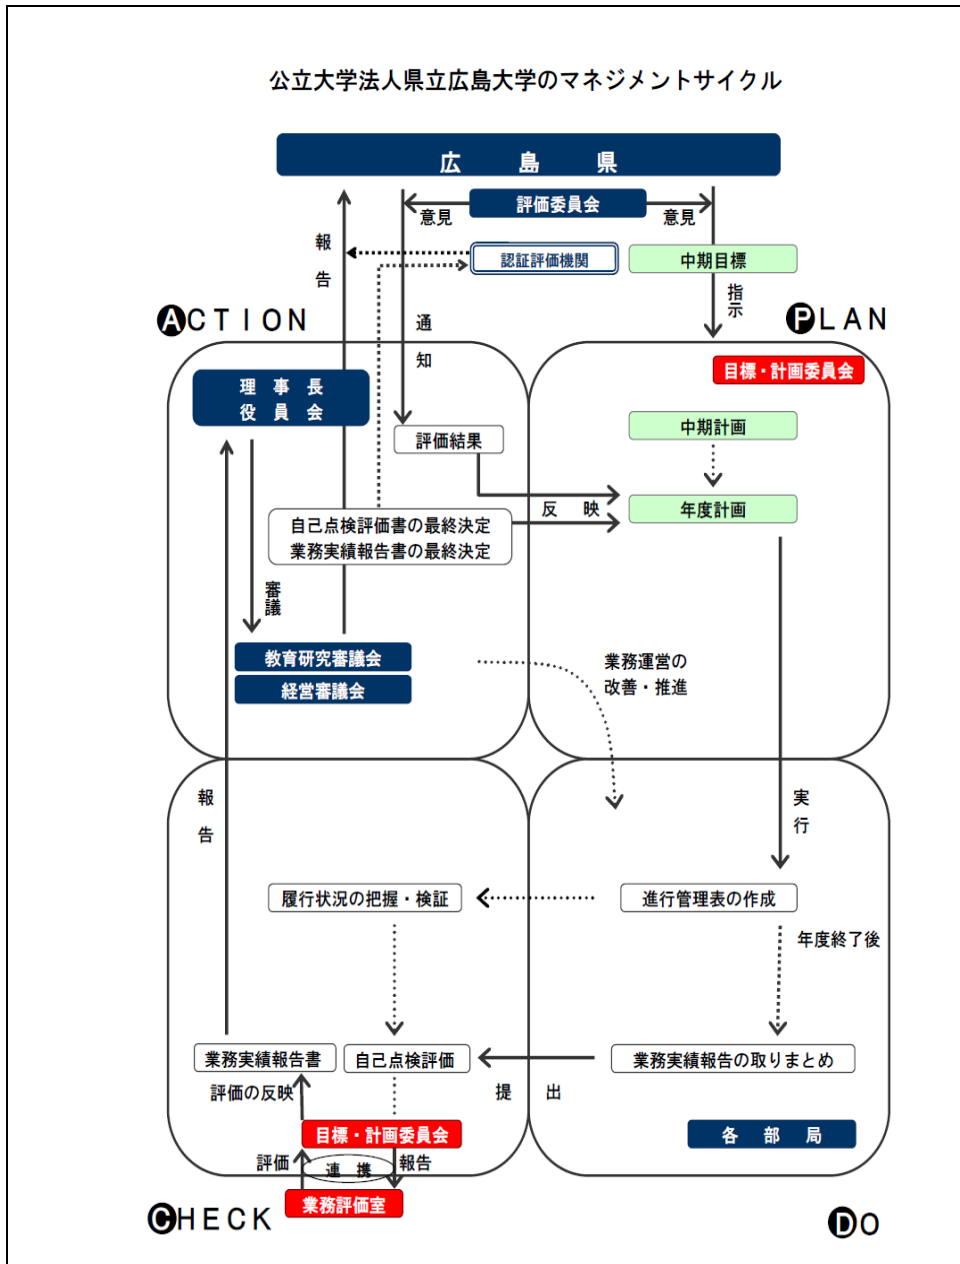 公立大学法人県立広島大学のマネジメントサイクル
広 島 県
評価委員会
意見
意見
報告
認証評価機関
中期目標
指示
通知
ACTION
PLAN
目標・計画委員会
理 事 長
役 員 会
中期計画
評価結果
反 映
年度計画
自己点検評価書の最終決定
業務実績報告書の最終決定
審議
教育研究審議会
経営審議会
業務運営の
改善・推進
報告
実行
履行状況の把握・検証
進行管理表の作成
年度終了後
業務実績報告書
自己点検評価
業務実績報告の取りまとめ
評価の反映
提 出
目標・計画委員会
各 部 局
評価
連 携
報告
業務評価室
CHECK
DO